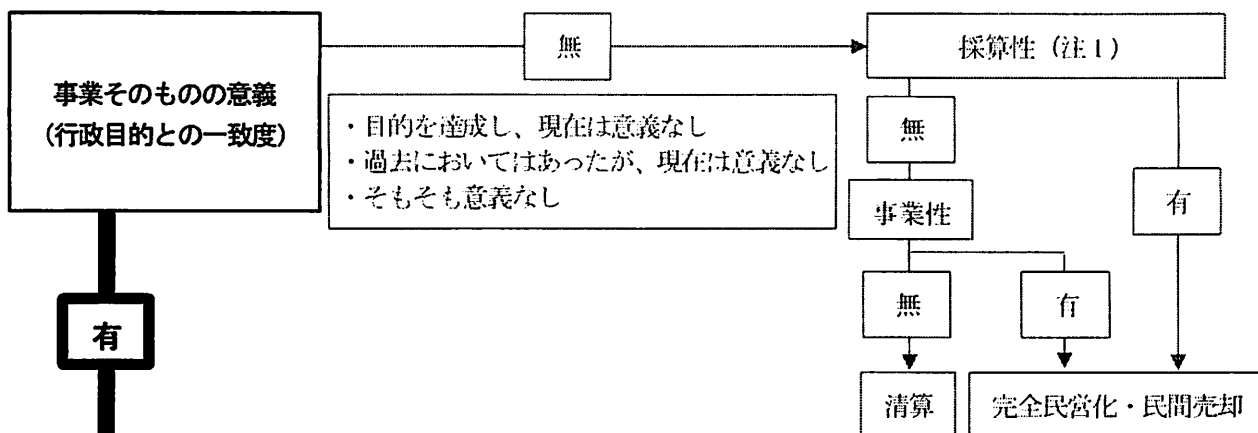 事業そのものの意義
(行政目的との一致度)
無
採算性（注1）
・目的を達成し、現在は意義なし
・過去においてはあったが、現在は意義なし
・そもそも意義なし
無
有
事業性
有
無
有
清算
完全民営化・民間売却